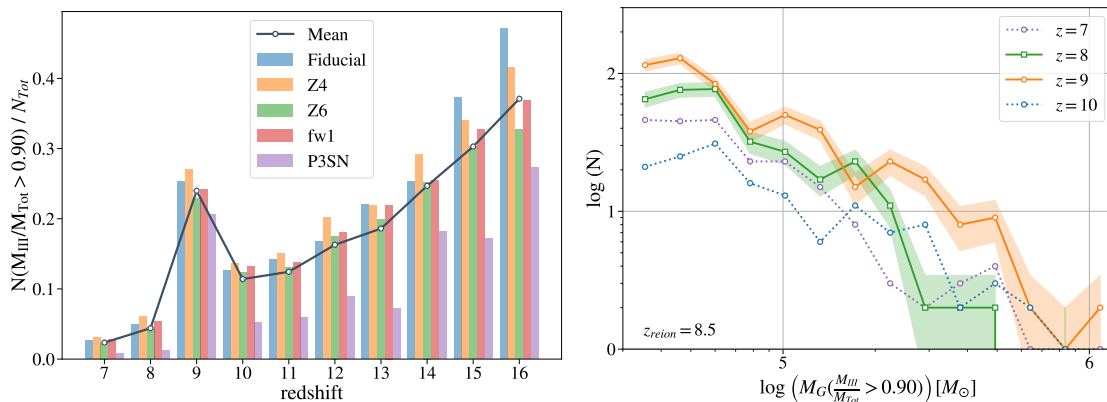 N(M_III/M_Tot > 0.90) / N_Tot
0.4
0.3
0.2
0.1
0.0
Mean
Fiducial
Z4
Z6
fw1
P3SN
7 8 9 10 11 12 13 14 15 16
redshift
log (N)
2
1
0
z = 7
z = 8
z = 9
z = 10
z_reion = 8.5
5 6
log (M_G(M_III/M_Tot > 0.90)) [M_⊙]